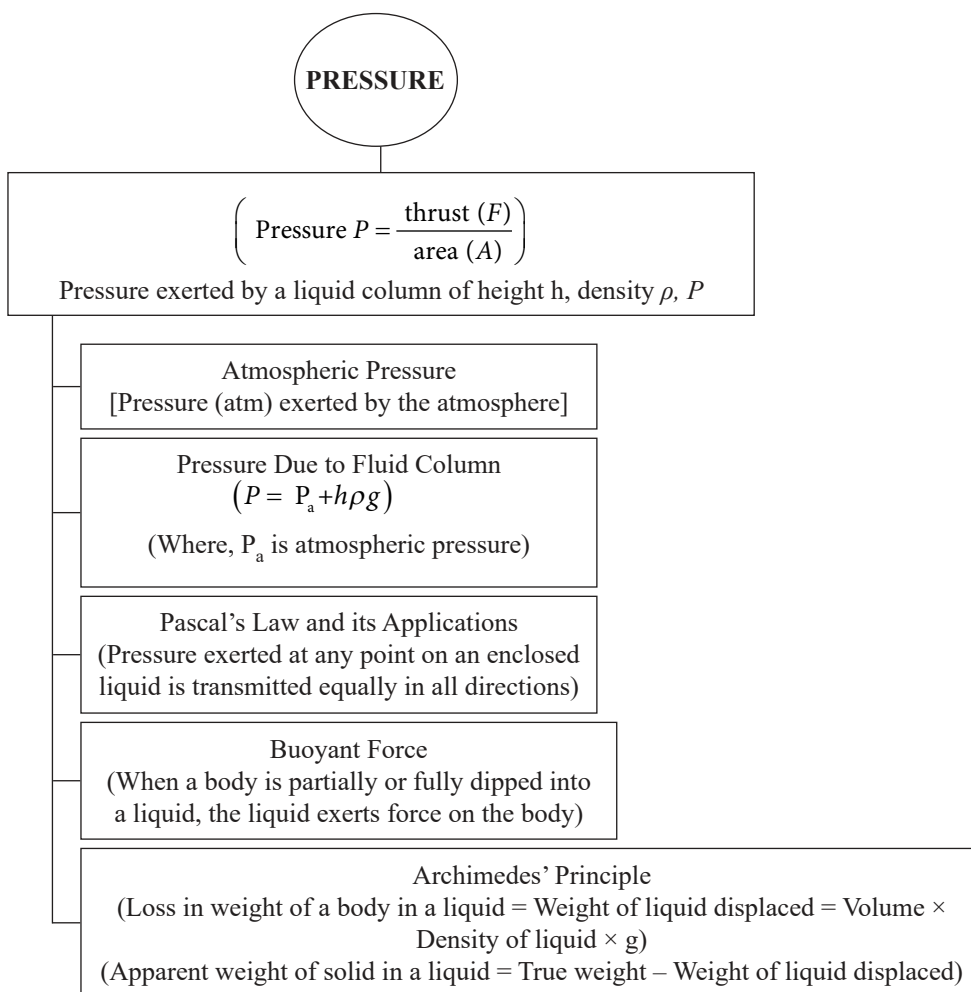 PRESSURE
( Pressure P = thrust (F) / area (A) )
Pressure exerted by a liquid column of height h, density ρ, P
Atmospheric Pressure
[Pressure (atm) exerted by the atmosphere]
Pressure Due to Fluid Column
(P = Pₐ+hρg)
(Where, Pₐ is atmospheric pressure)
Pascal’s Law and its Applications
(Pressure exerted at any point on an enclosed
liquid is transmitted equally in all directions)
Buoyant Force
(When a body is partially or fully dipped into
a liquid, the liquid exerts force on the body)
Archimedes’ Principle
(Loss in weight of a body in a liquid = Weight of liquid displaced = Volume ×
Density of liquid × g)
(Apparent weight of solid in a liquid = True weight – Weight of liquid displaced)